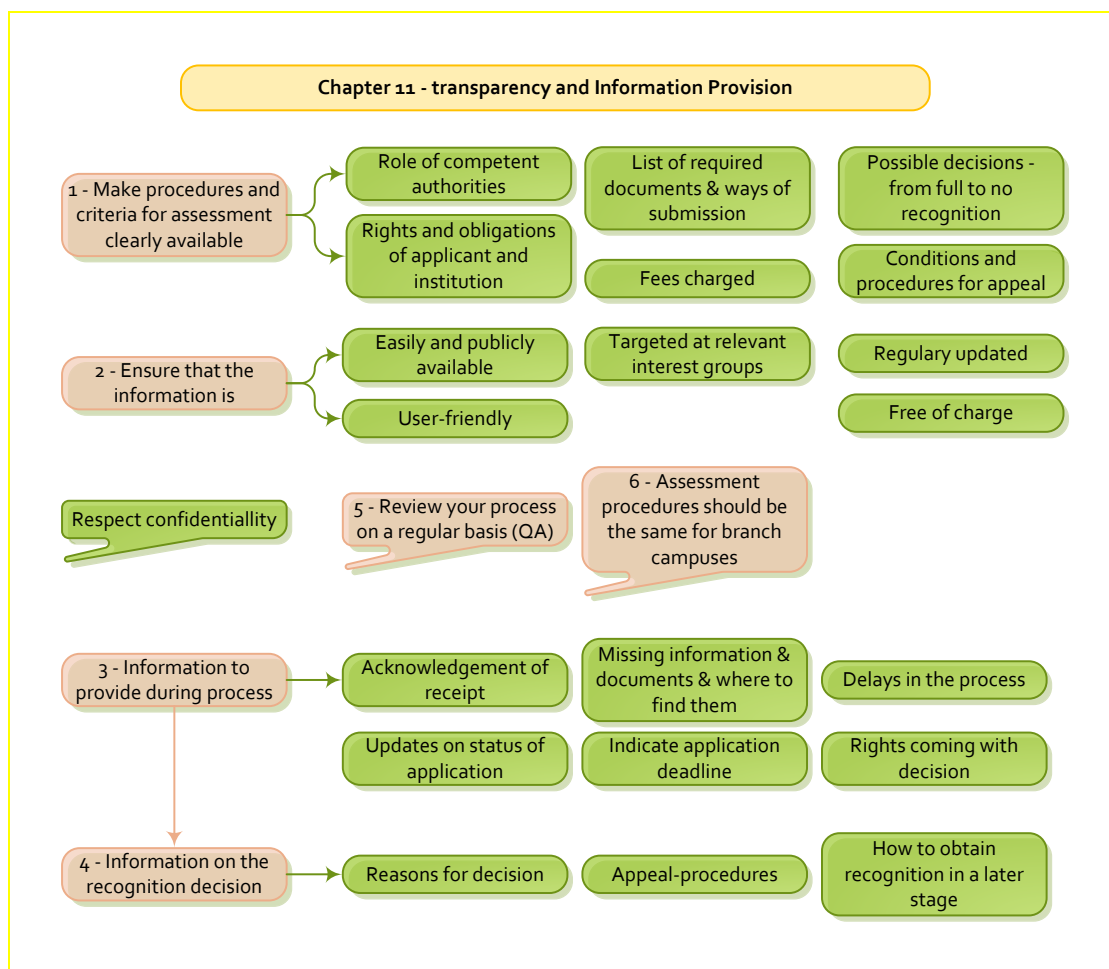 Chapter 11 - transparency and Information Provision
1 - Make procedures and
criteria for assessment
clearly available
Role of competent
authorities
List of required
documents & ways of
submission
Possible decisions -
from full to no
recognition
Rights and obligations
of applicant and
institution
Fees charged
Conditions and
procedures for appeal
2 - Ensure that the
information is
Easily and publicly
available
Targeted at relevant
interest groups
Regulary updated
User-friendly
Free of charge
Respect confidentiallity
5 - Review your process
on a regular basis (QA)
6 - Assessment
procedures should be
the same for branch
campuses
3 - Information to
provide during process
Acknowledgement of
receipt
Missing information &
documents & where to
find them
Delays in the process
Updates on status of
application
Indicate application
deadline
Rights coming with
decision
4 - Information on the
recognition decision
Reasons for decision
Appeal-procedures
How to obtain
recognition in a later
stage